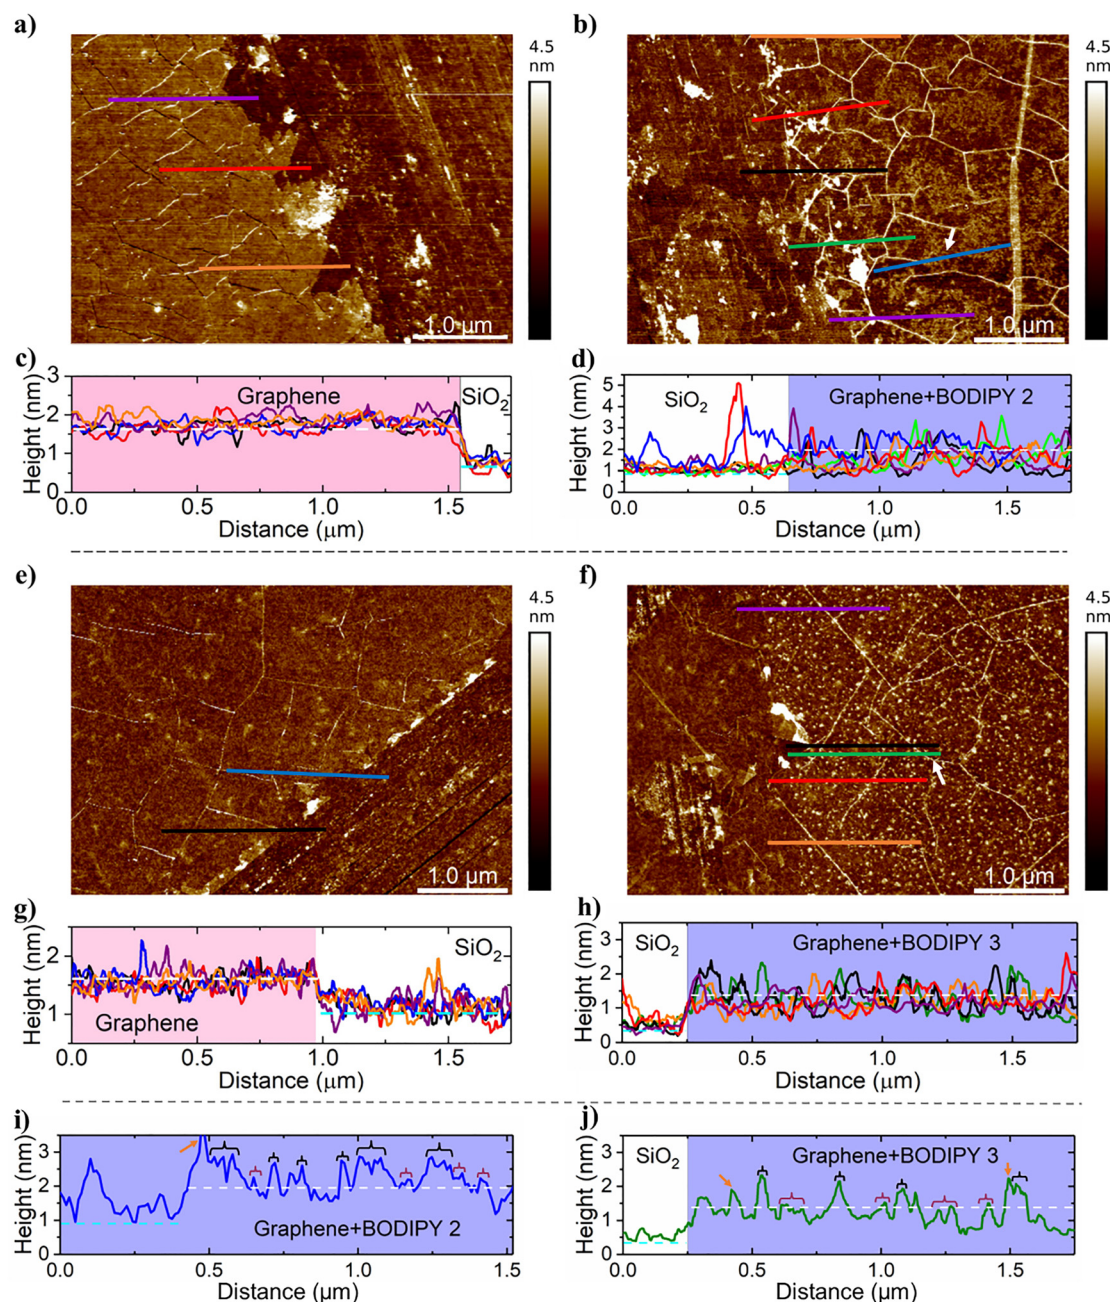 a)
4.5
nm
1.0 µm
b)
4.5
nm
1.0 µm
c)
3
2
1
0
Height (nm)
Graphene
SiO2
0.0 0.5 1.0 1.5
Distance (µm)
d)
5
4
3
2
1
0
Height (nm)
SiO2
Graphene+BODIPY 2
0.0 0.5 1.0 1.5
Distance (µm)
e)
4.5
nm
1.0 µm
f)
4.5
nm
1.0 µm
g)
2
1
Height (nm)
Graphene
SiO2
0.0 0.5 1.0 1.5
Distance (µm)
h)
3
2
1
0
Height (nm)
SiO2
Graphene+BODIPY 3
0.0 0.5 1.0 1.5
Distance (µm)
i)
3
2
1
0
Height (nm)
Graphene+BODIPY 2
0.0 0.5 1.0 1.5
Distance (µm)
j)
3
2
1
0
Height (nm)
SiO2
Graphene+BODIPY 3
0.0 0.5 1.0 1.5
Distance (µm)